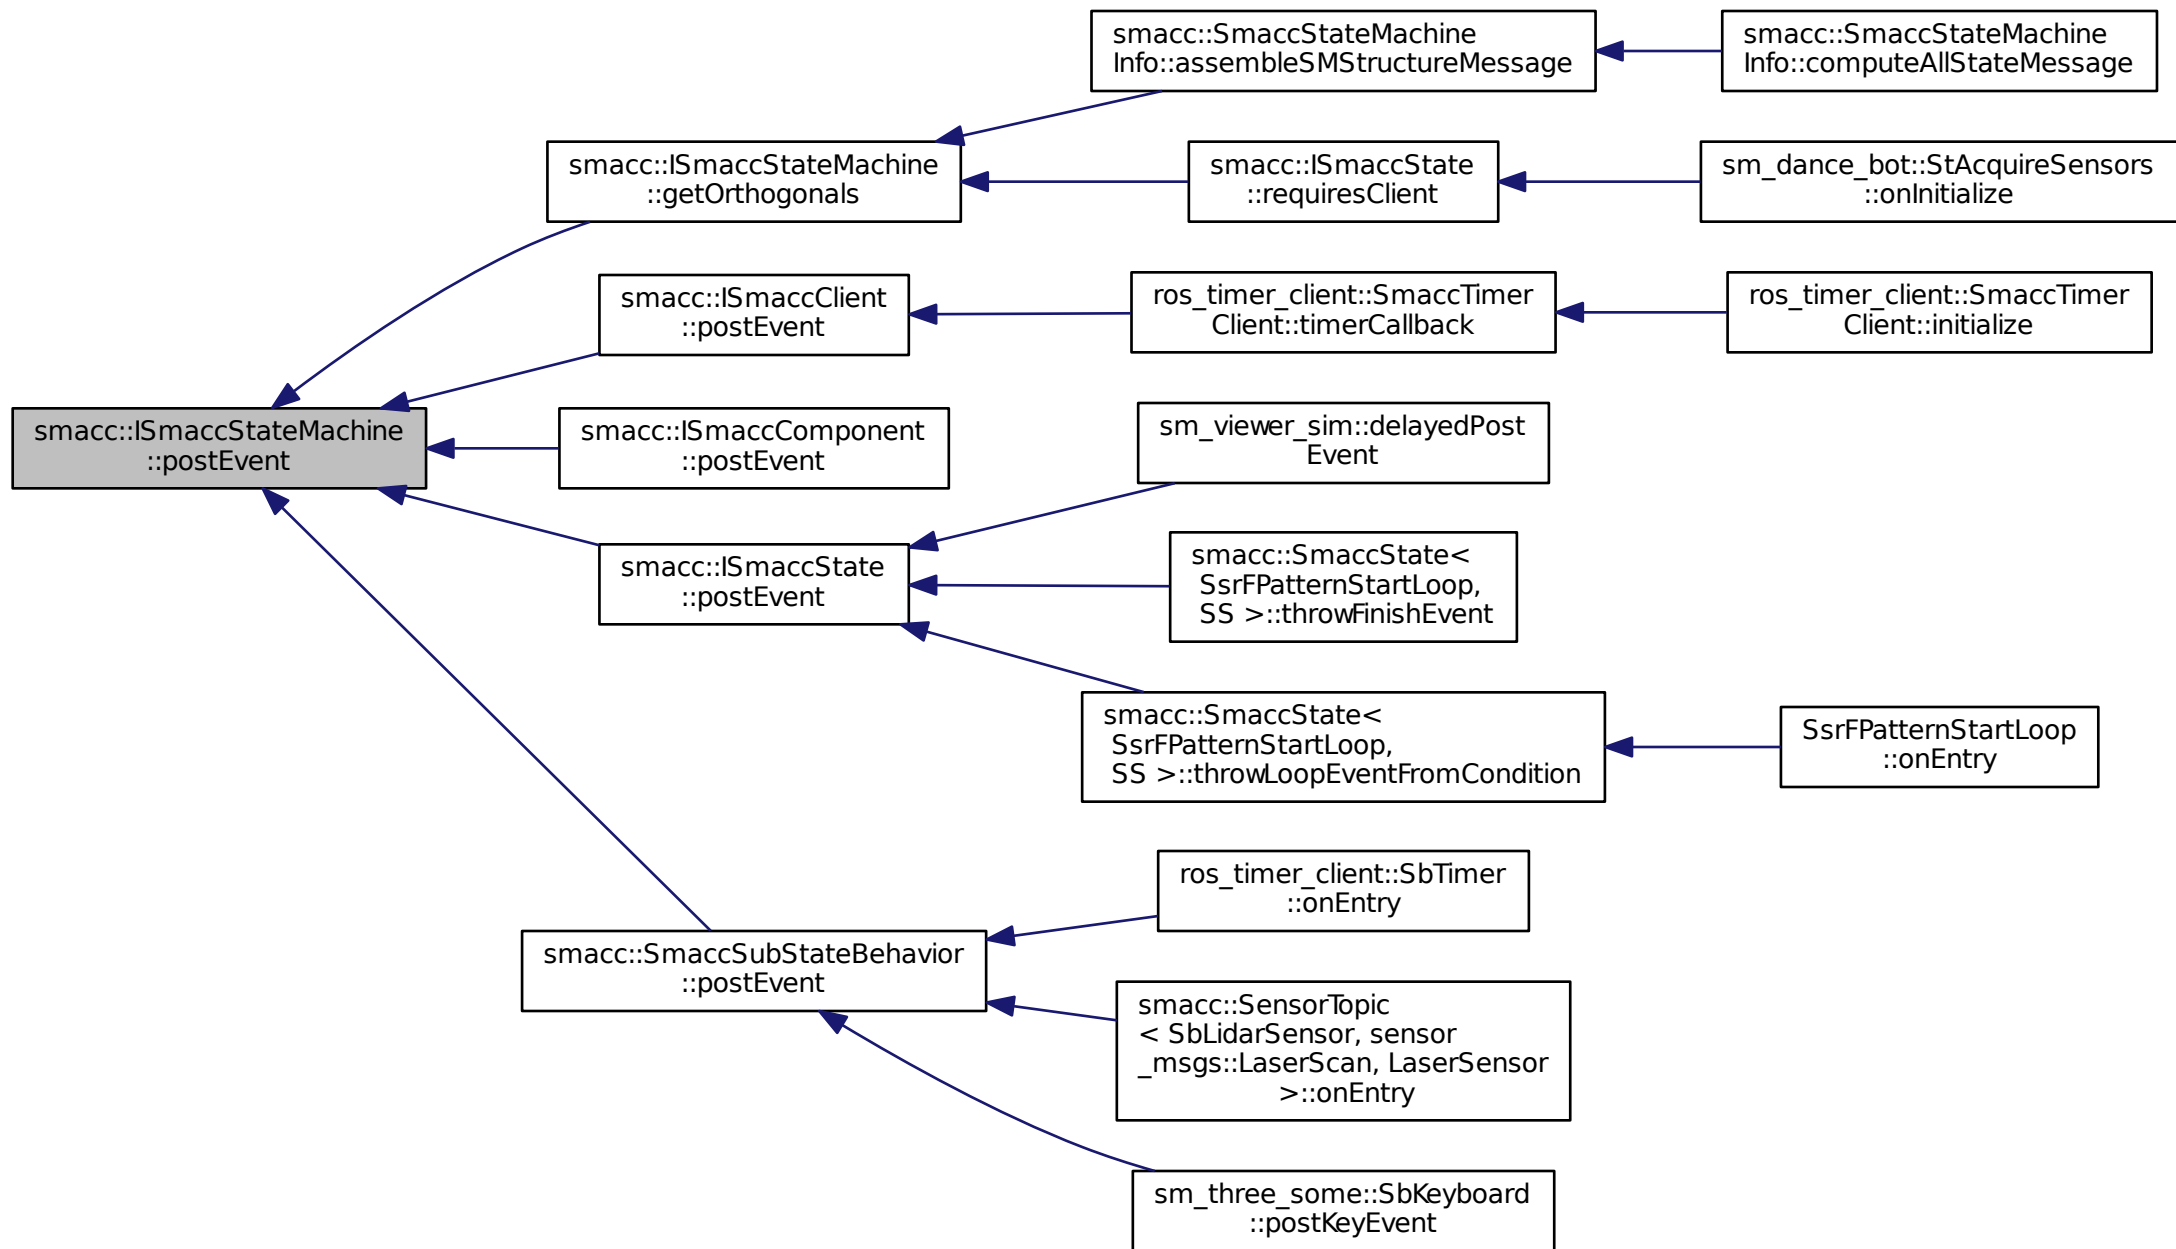 smacc::SmaccStateMachine
Info::assembleSMStructureMessage
smacc::SmaccStateMachine
Info::computeAllStateMessage
smacc::ISmaccStateMachine
::getOrthogonals
smacc::ISmaccState
::requiresClient
sm_dance_bot::StAcquireSensors
::onInitialize
smacc::ISmaccClient
::postEvent
ros_timer_client::SmaccTimer
Client::timerCallback
ros_timer_client::SmaccTimer
Client::initialize
smacc::ISmaccStateMachine
::postEvent
smacc::ISmaccComponent
::postEvent
sm_viewer_sim::delayedPost
Event
smacc::ISmaccState
::postEvent
smacc::SmaccState<
SsrFPatternStartLoop,
SS >::throwFinishEvent
smacc::SmaccState<
SsrFPatternStartLoop,
SS >::throwLoopEventFromCondition
SsrFPatternStartLoop
::onEntry
ros_timer_client::SbTimer
::onEntry
smacc::SmaccSubStateBehavior
::postEvent
smacc::SensorTopic
< SbLidarSensor, sensor
_msgs::LaserScan, LaserSensor
>::onEntry
sm_three_some::SbKeyboard
::postKeyEvent